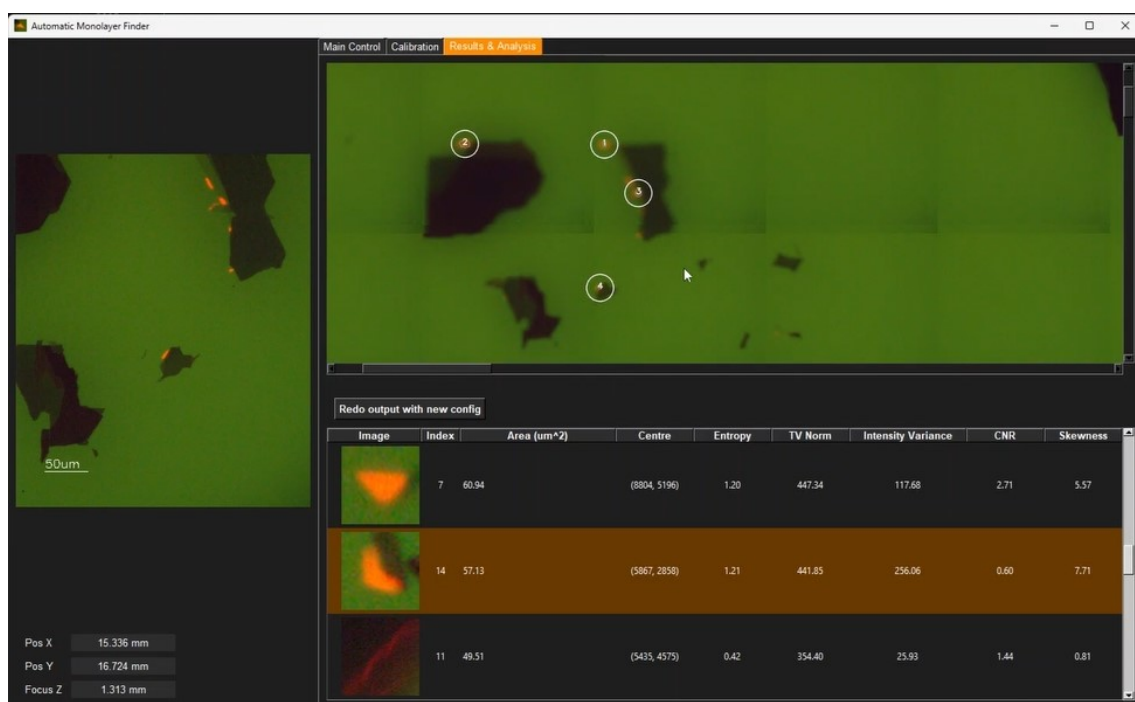 Automatic Monolayer Finder
Main Control Calibration Results & Analysis
2 1
3
4
50um
Redo output with new config
Image Index Area (um^2) Centre Entropy TV Norm Intensity Variance CNR Skewness
7 60.94 (8804, 5196) 1.20 447.34 117.68 2.71 5.57
14 57.13 (5867, 2858) 1.21 441.85 256.06 0.60 7.71
11 49.51 (5435, 4575) 0.42 354.40 25.93 1.44 0.81
Pos X 15.336 mm
Pos Y 16.724 mm
Focus Z 1.313 mm